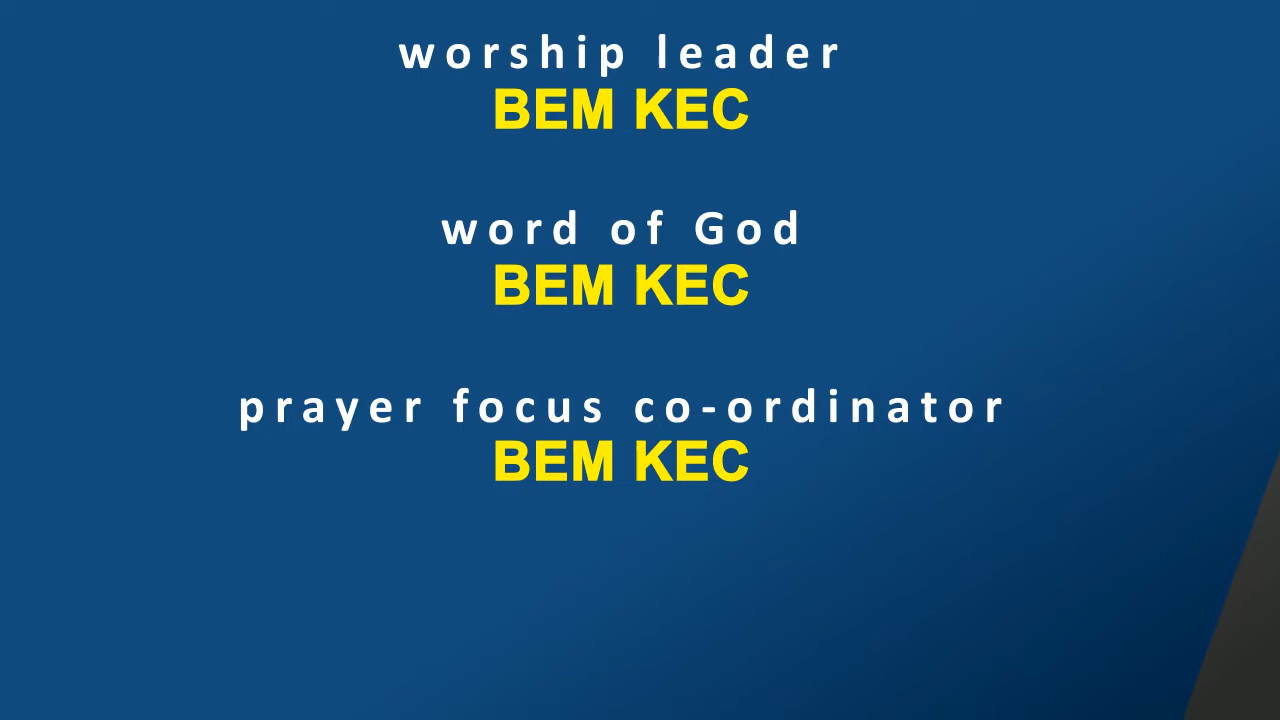 worship leader
BEM KEC
word of God
BEM KEC
prayer focus co-ordinator
BEM KEC